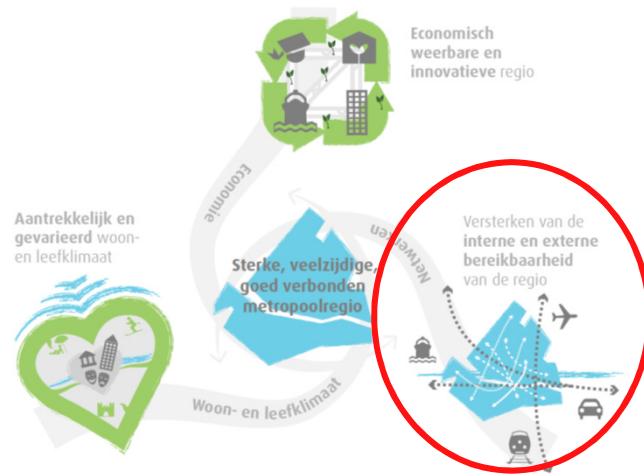 Economisch
weerbare en
innovatieve regio
Economie
Aantrekkelijk en
gevarieerd woon-
en leefklimaat
Sterke, veelzijdige,
goed verbonden
metropoolregio
Netwerken
Versterken van de
interne en externe
bereikbaarheid
van de regio
Woon- en leefklimaat